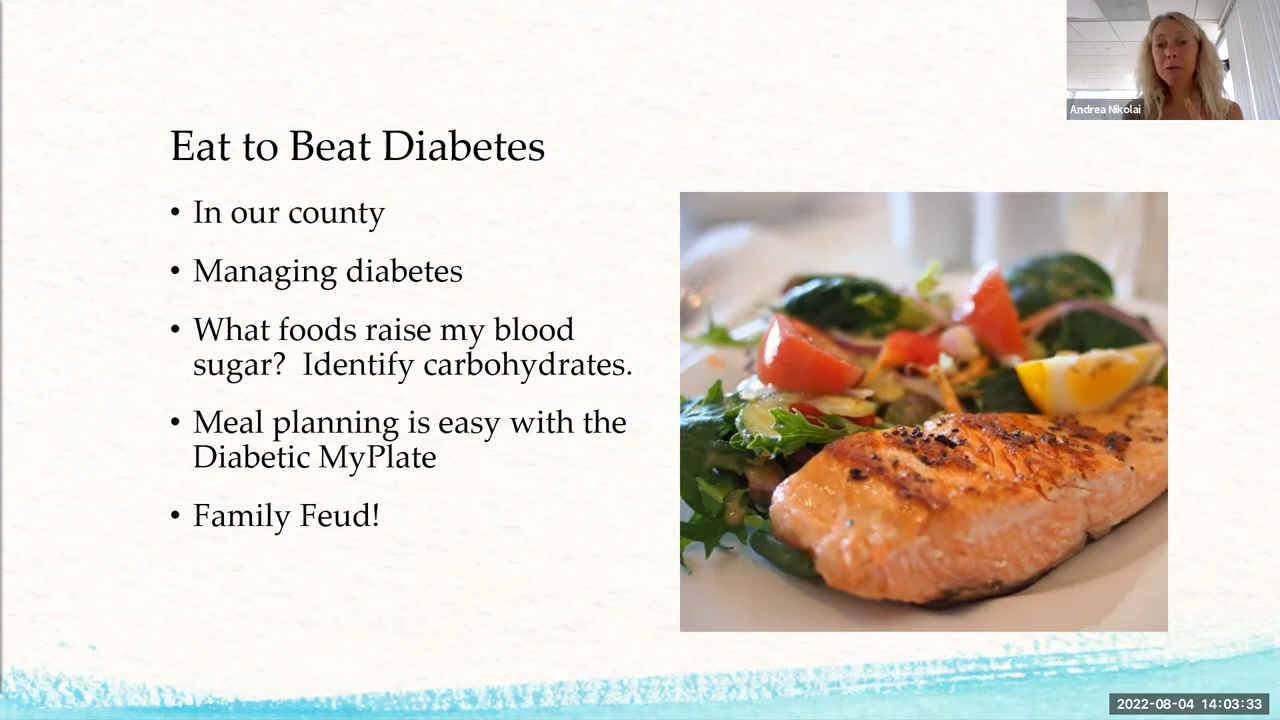 Andrea Nikolai
Eat to Beat Diabetes
• In our county
• Managing diabetes
• What foods raise my blood
sugar?  Identify carbohydrates.
• Meal planning is easy with the
Diabetic MyPlate
• Family Feud!
2022-08-04 14:03:33